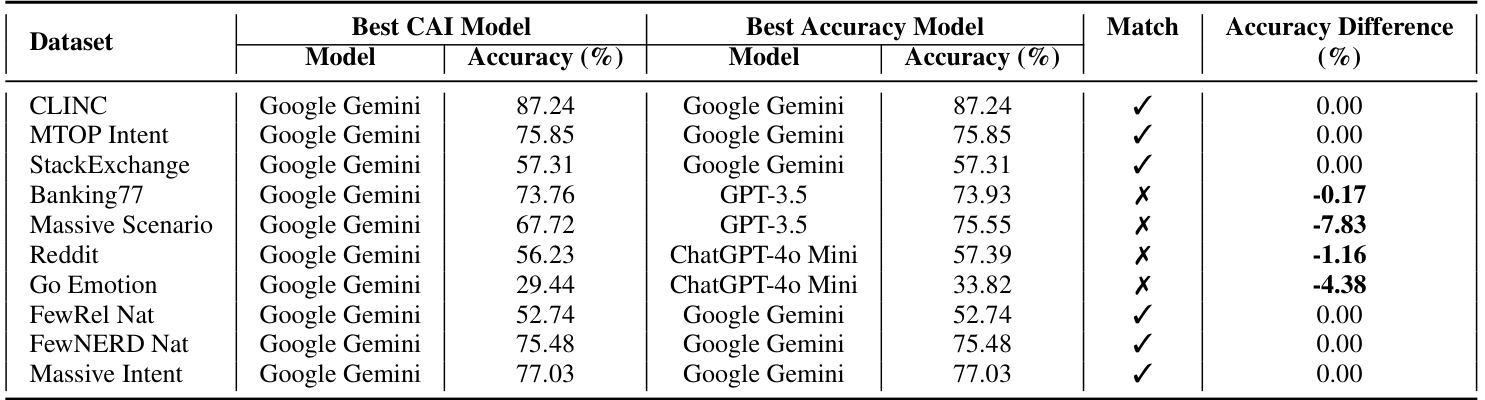 Dataset Best CAI Model Best Accuracy Model Match Accuracy Difference (%)
Model Accuracy (%) Model Accuracy (%)
CLINC Google Gemini 87.24 Google Gemini 87.24 ✓ 0.00
MTOP Intent Google Gemini 75.85 Google Gemini 75.85 ✓ 0.00
StackExchange Google Gemini 57.31 Google Gemini 57.31 ✓ 0.00
Banking77 Google Gemini 73.76 GPT-3.5 73.93 ✗ -0.17
Massive Scenario Google Gemini 67.72 GPT-3.5 75.55 ✗ -7.83
Reddit Google Gemini 56.23 ChatGPT-4o Mini 57.39 ✗ -1.16
Go Emotion Google Gemini 29.44 ChatGPT-4o Mini 33.82 ✗ -4.38
FewRel Nat Google Gemini 52.74 Google Gemini 52.74 ✓ 0.00
FewNERD Nat Google Gemini 75.48 Google Gemini 75.48 ✓ 0.00
Massive Intent Google Gemini 77.03 Google Gemini 77.03 ✓ 0.00